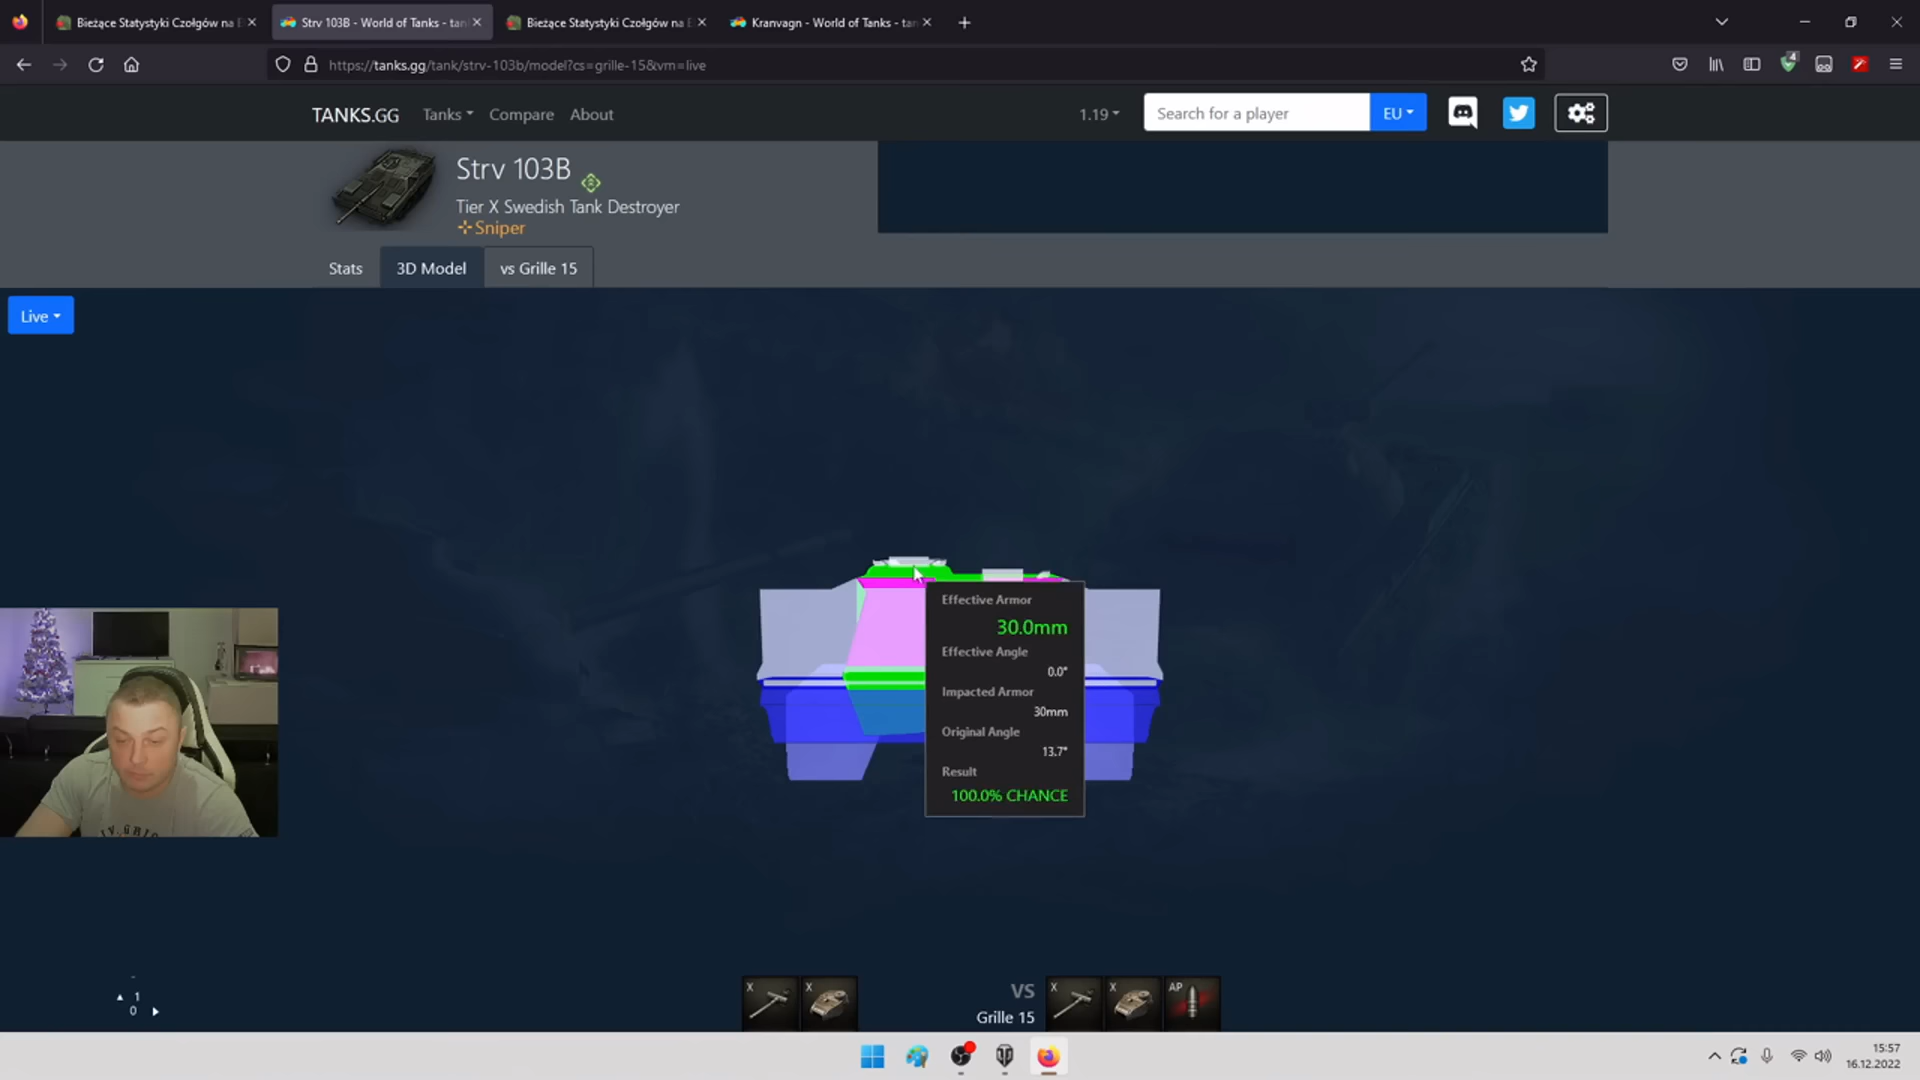 Bieżące Statystyki Czołgów na E
Strv 103B - World of Tanks - tan
Bieżące Statystyki Czołgów na E
Kranvagn - World of Tanks - tan
https://tanks.gg/tank/strv-103b/model?cs=grille-15&vm=live
4
TANKS.GG
Tanks
Compare
About
1.19
Search for a player
EU
Strv 103B
Tier X Swedish Tank Destroyer
Sniper
Stats
3D Model
vs Grille 15
Live
Effective Armor
30.0mm
Effective Angle
0.0°
Impacted Armor
30mm
Original Angle
13.7°
Result
100.0% CHANCE
1
0
X
X
VS
Grille 15
X
X
AP
15:57
16.12.2022